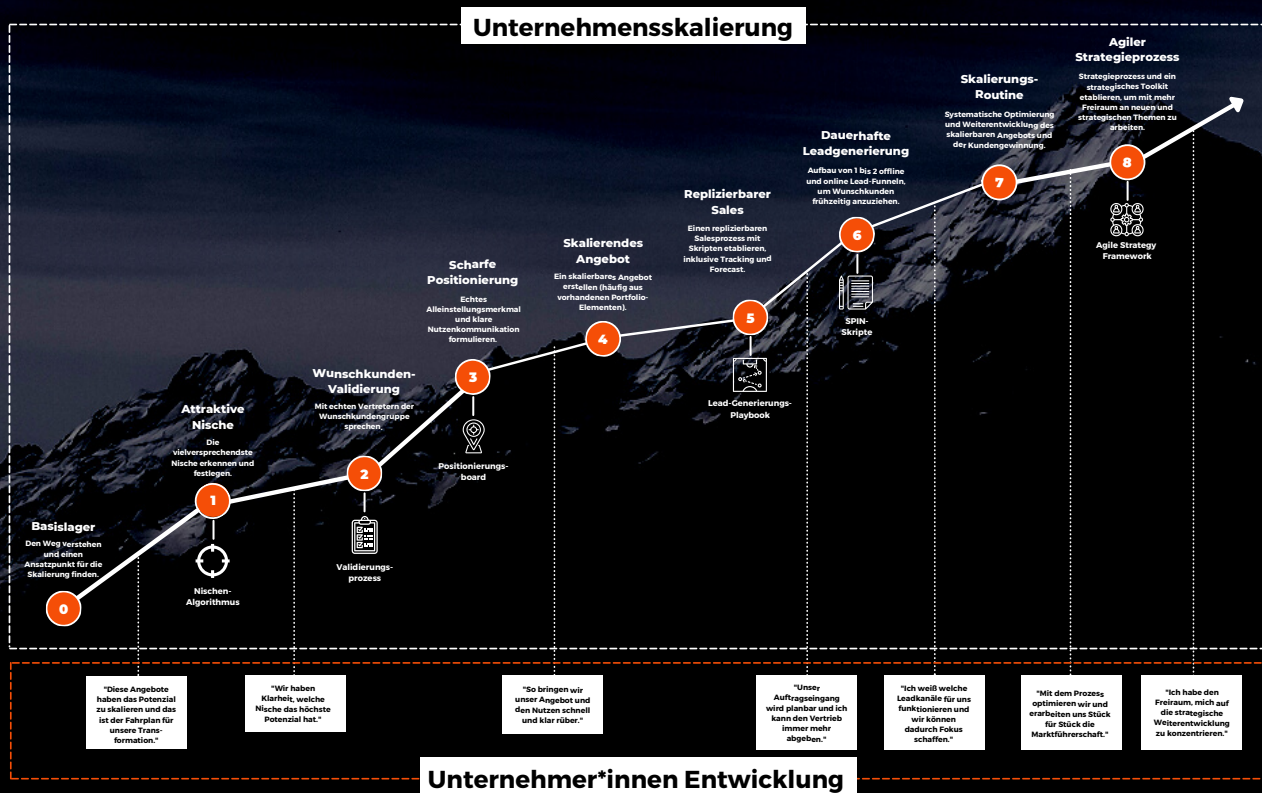 Unternehmensskalierung
Agiler
Strategieprozess
Strategieprozess und ein
strategisches Toolkit
etablieren, um mit mehr
Freiraum an neuen und
strategischen Themen zu
arbeiten.
8
Agile Strategy
Framework
Skalierungs-
Routine
Systematische Optimierung
und Weiterentwicklung des
skalierbaren Angebots und
der Kundengewinnung.
7
Dauerhafte
Leadgenerierung
Aufbau von 1 bis 2 offline
und online Lead-Funneln,
um Wunschkunden
frühzeitig anzuziehen.
6
SPIN-
Skripte
Replizierbarer
Sales
Einen replizierbaren
Salesprozess mit
Skripten etablieren,
inklusive Tracking und
Forecast.
5
Lead-Generierungs-
Playbook
Skalierendes
Angebot
Ein skalierbares Angebot
erstellen (häufig aus
vorhandenen Portfolio-
Elementen).
4
Scharfe
Positionierung
Echtes
Alleinstellungsmerkmal
und klare
Nutzenkommunikation
formulieren.
3
Positionierungs-
board
Wunschkunden-
Validierung
Mit echten Vertretern der
Wunschkundengruppe
sprechen.
2
Validierungs-
prozess
Attraktive
Nische
Die
vielversprechendste
Nische erkennen und
festlegen.
1
Nischen-
Algorithmus
Basislager
Den Weg verstehen
und einen
Ansatzpunkt für die
Skalierung finden.
0
"Diese Angebote
haben das Potenzial
zu skalieren und das
ist der Fahrplan für
unsere Trans-
formation."
"Wir haben
Klarheit, welche
Nische das höchste
Potenzial hat."
"So bringen wir
unser Angebot und
den Nutzen schnell
und klar rüber."
"Unser
Auftragseingang
wird planbar und ich
kann den Vertrieb
immer mehr
abgeben."
"Ich weiß welche
Leadkanäle für uns
funktionieren und
wir können
dadurch Fokus
schaffen."
"Mit dem Prozess
optimieren wir und
erarbeiten uns Stück
für Stück die
Marktführerschaft."
"Ich habe den
Freiraum, mich auf
die strategische
Weiterentwicklung
zu konzentrieren."
Unternehmer*innen Entwicklung